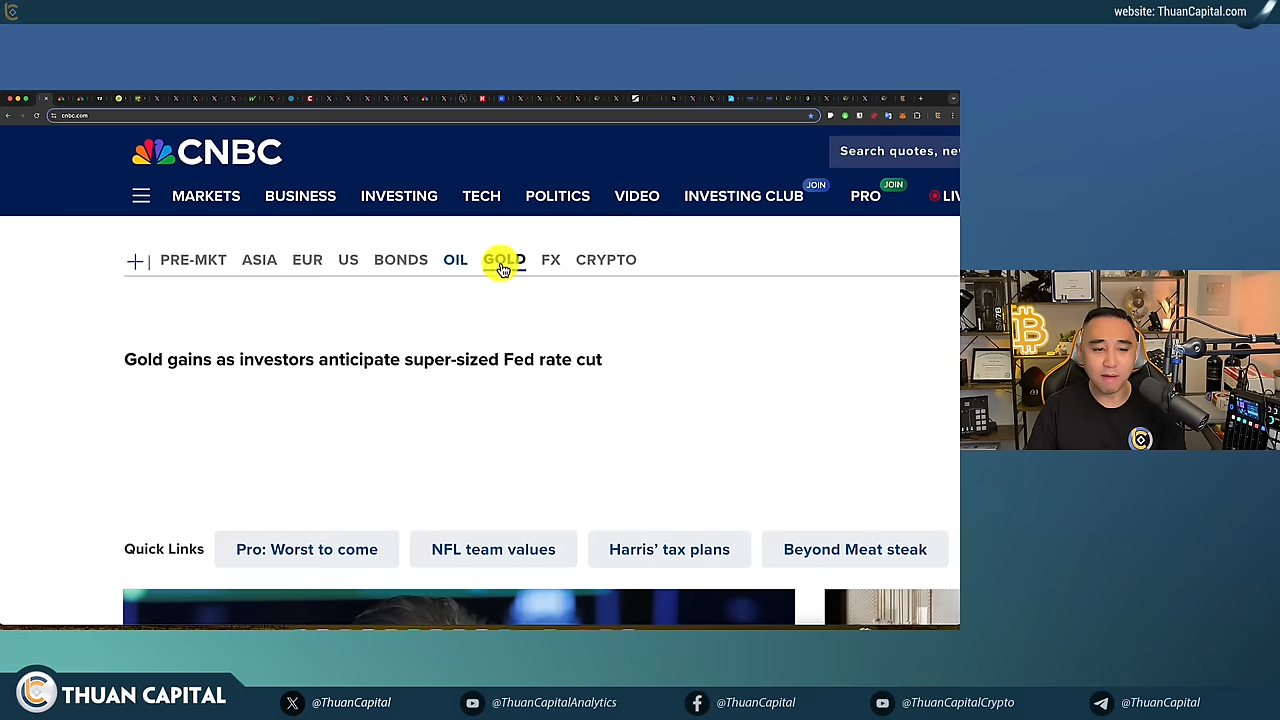 website: ThuanCapital.com
cnbc.com
CNBC
Search quotes, ne
MARKETS BUSINESS INVESTING TECH POLITICS VIDEO INVESTING CLUB JOIN PRO JOIN LIV
PRE-MKT ASIA EUR US BONDS OIL GOLD FX CRYPTO
Gold gains as investors anticipate super-sized Fed rate cut
Quick Links Pro: Worst to come NFL team values Harris' tax plans Beyond Meat steak
THUAN CAPITAL @ThuanCapital @ThuanCapitalAnalytics @ThuanCapital @ThuanCapitalCrypto @ThuanCapital